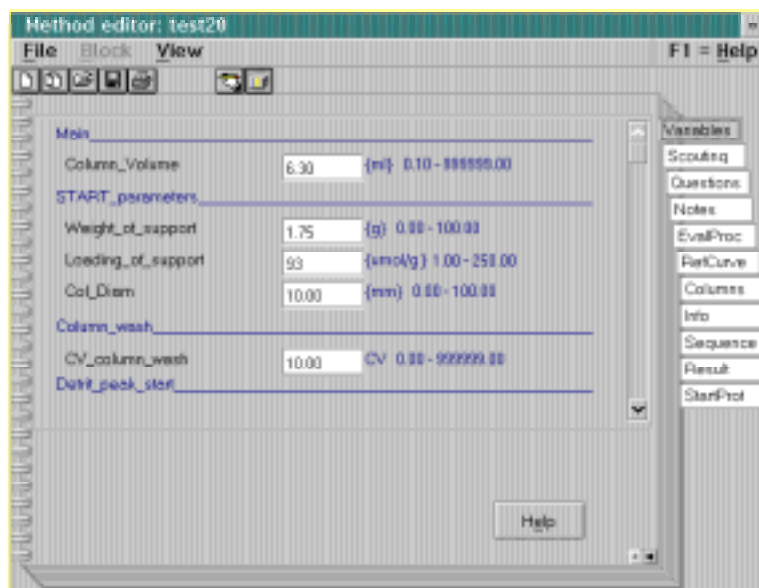 Method editor: test20
File Block View F1 = Help
Main
Column_Volume 6.30 {ml} 0.10 - 999999.00
START_parameters
Weight_of_support 1.75 {g} 0.00 - 100.00
Loading_of_support 93 {umol/g} 1.00 - 250.00
Col_Diam 10.00 {mm} 0.00 - 100.00
Column_wash
CV_column_wash 10.00 CV 0.00 - 999999.00
Detrit_peak_start
Variables
Scouting
Questions
Notes
EvalProc
RefCurve
Columns
Info
Sequence
Result
StartProt
Help